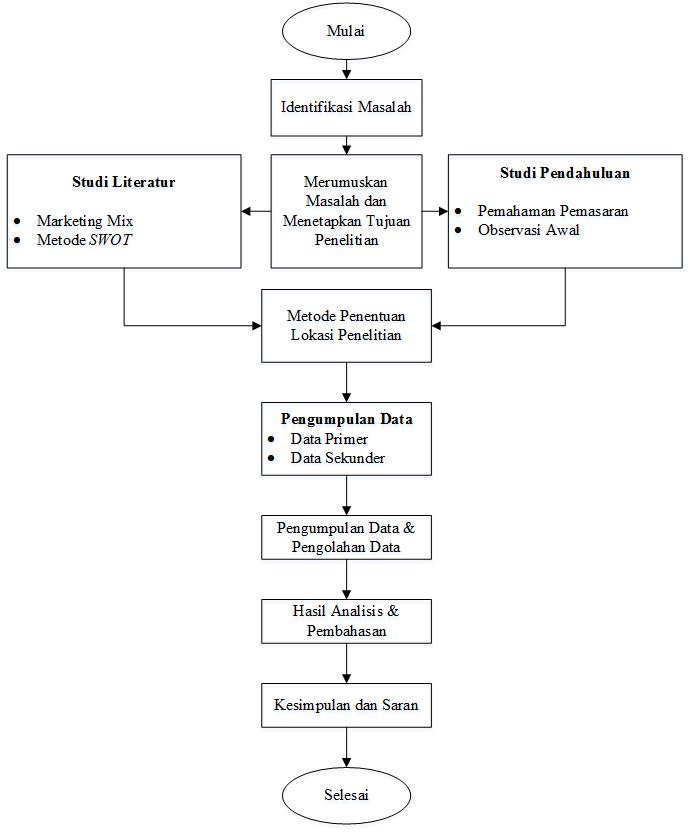 Mulai
Identifikasi Masalah
Studi Literatur
• Marketing Mix
• Metode SWOT
Merumuskan
Masalah dan
Menetapkan Tujuan
Penelitian
Studi Pendahuluan
• Pemahaman Pemasaran
• Observasi Awal
Metode Penentuan
Lokasi Penelitian
Pengumpulan Data
• Data Primer
• Data Sekunder
Pengumpulan Data &
Pengolahan Data
Hasil Analisis &
Pembahasan
Kesimpulan dan Saran
Selesai